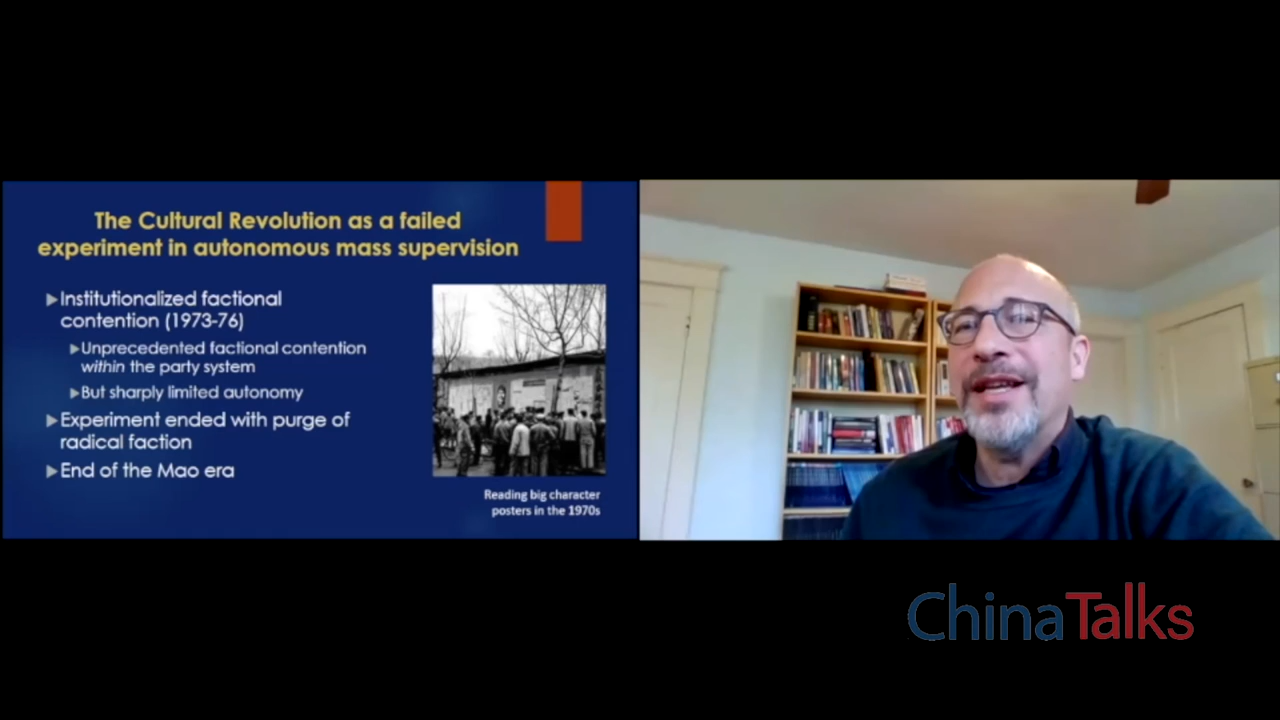 The Cultural Revolution as a failed
experiment in autonomous mass supervision
Institutionalized factional
contention (1973-76)
Unprecedented factional contention
within the party system
But sharply limited autonomy
Experiment ended with purge of
radical faction
End of the Mao era
Reading big character
posters in the 1970s
ChinaTalks